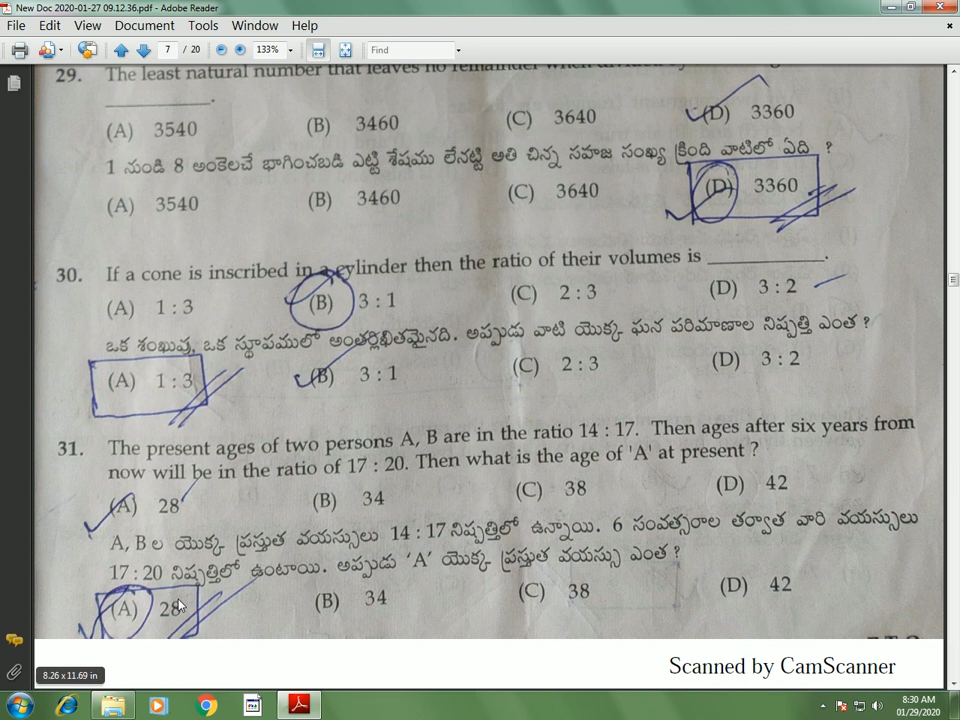 New Doc 2020-01-27 09.12.36.pdf - Adobe Reader
File Edit View Document Tools Window Help
7 / 20 133% Find
29. The least natural number that leaves no remainder when divided by
____________.
(A) 3540 (B) 3460 (C) 3640 (D) 3360
1 నుండి 8 అంకెలచే భాగించబడి ఎట్టి శేషము లేనట్టి అతి చిన్న సహజ సంఖ్య క్రింది వాటిలో ఏది ?
(A) 3540 (B) 3460 (C) 3640 (D) 3360
30. If a cone is inscribed in a cylinder then the ratio of their volumes is ____________.
(A) 1 : 3 (B) 3 : 1 (C) 2 : 3 (D) 3 : 2
ఒక శంఖువు, ఒక స్థూపములో అంతర్లిఖితమైనది. అప్పుడు వాటి యొక్క ఘన పరిమాణాల నిష్పత్తి ఎంత ?
(A) 1 : 3 (B) 3 : 1 (C) 2 : 3 (D) 3 : 2
31. The present ages of two persons A, B are in the ratio 14 : 17. Then ages after six years from
now will be in the ratio of 17 : 20. Then what is the age of 'A' at present ?
(A) 28 (B) 34 (C) 38 (D) 42
A, B ల యొక్క ప్రస్తుత వయస్సులు 14 : 17 నిష్పత్తిలో ఉన్నాయి. 6 సంవత్సరాల తర్వాత వారి వయస్సులు
17 : 20 నిష్పత్తిలో ఉంటాయి. అప్పుడు 'A' యొక్క ప్రస్తుత వయస్సు ఎంత ?
(A) 28 (B) 34 (C) 38 (D) 42
Scanned by CamScanner
8.26 x 11.69 in
8:30 AM
01/29/2020